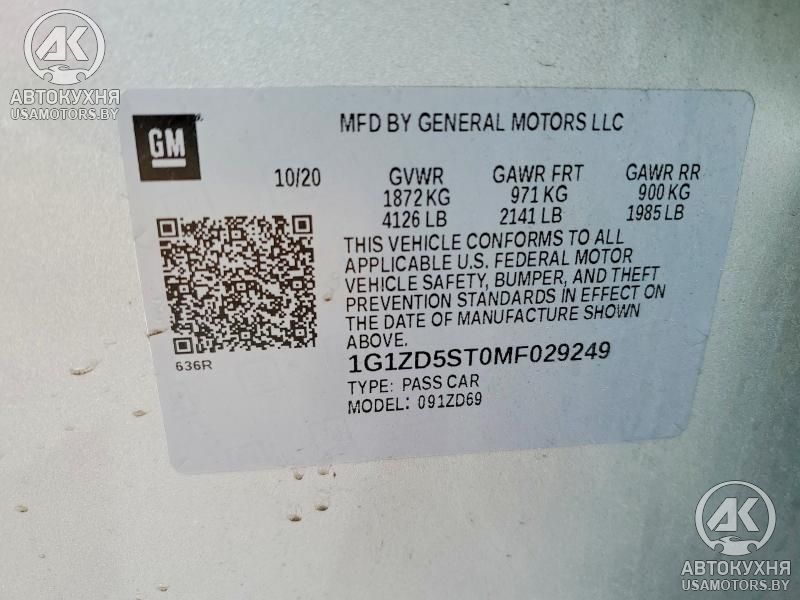 AK
АВТОКУХНЯ
USAMOTORS.BY
GM
MFD BY GENERAL MOTORS LLC
10/20 GVWR GAWR FRT GAWR RR
1872 KG 971 KG 900 KG
4126 LB 2141 LB 1985 LB
THIS VEHICLE CONFORMS TO ALL
APPLICABLE U.S. FEDERAL MOTOR
VEHICLE SAFETY, BUMPER, AND THEFT
PREVENTION STANDARDS IN EFFECT ON
THE DATE OF MANUFACTURE SHOWN
ABOVE.
636R
1G1ZD5ST0MF029249
TYPE: PASS CAR
MODEL: 091ZD69
AK
АВТОКУХНЯ
USAMOTORS.BY